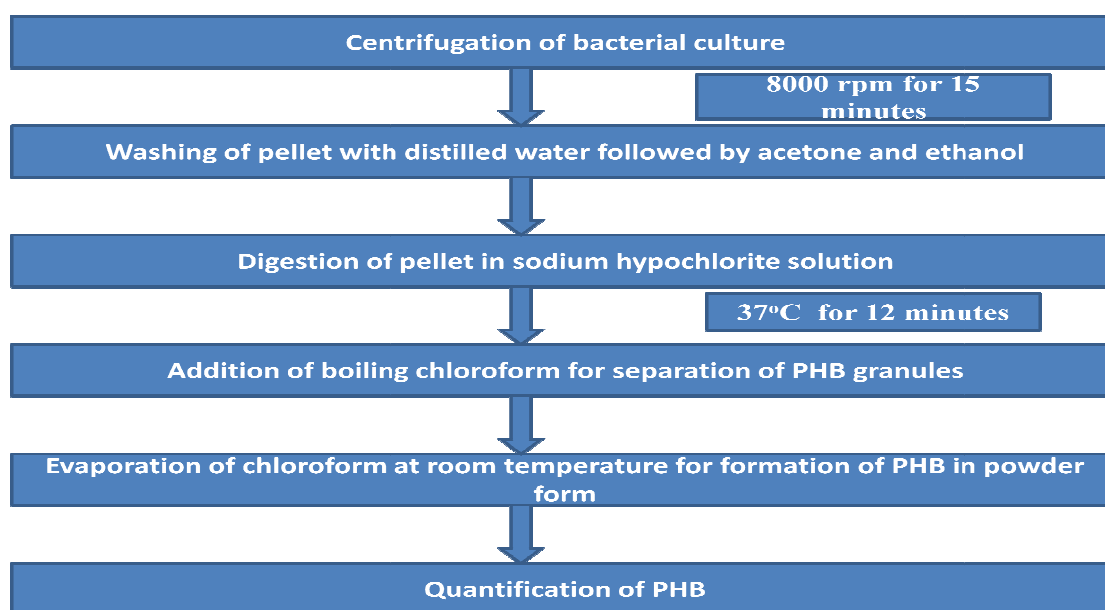 Centrifugation of bacterial culture
8000 rpm for 15
minutes
Washing of pellet with distilled water followed by acetone and ethanol
Digestion of pellet in sodium hypochlorite solution
37°C for 12 minutes
Addition of boiling chloroform for separation of PHB granules
Evaporation of chloroform at room temperature for formation of PHB in powder
form
Quantification of PHB